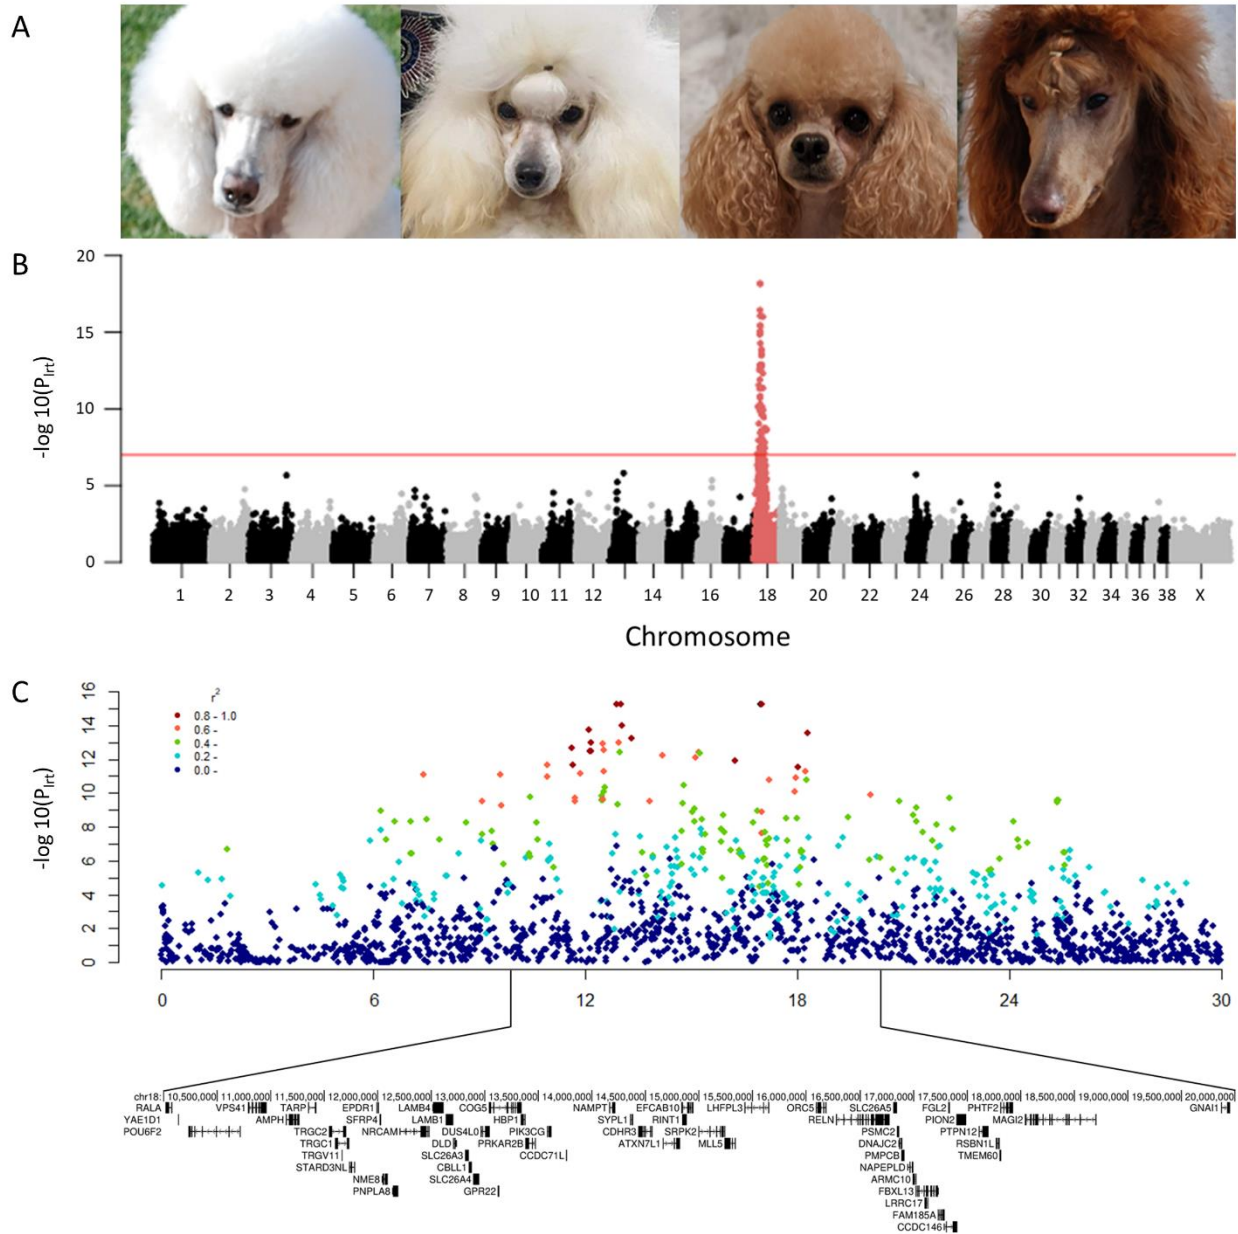 A
B
20
15
10
5
0
-log 10(Plrt)
1 2 3 4 5 6 7 8 9 10 11 12 14 16 18 20 22 24 26 28 30 32 34 36 38 X
Chromosome
C
16
14
12
10
8
6
4
2
0
-log 10(Plrt)
r2
0.8 - 1.0
0.6 -
0.4 -
0.2 -
0.0 -
0 6 12 18 24 30
chr18: 10,500,000 11,000,000 11,500,000 12,000,000 12,500,000 13,000,000 13,500,000 14,000,000 14,500,000 15,000,000 15,500,000 16,000,000 16,500,000 17,000,000 17,500,000 18,000,000 18,500,000 19,000,000 19,500,000 20,000,000
RALA VPS41 TARP EPDR1 LAMB4 COG5 NAMPT EFCAB10 LHFPL3 ORC5 SLC26A5 FGL2 PHTF2 GNAI1
YAE1D1 AMPH SFRP4 LAMB1 HBP1 SYPL1 RINT1 RELN PION2 MAGI2
POU6F2 TRGC2 NRCAM DUS4L0 PIK3CG CDHR3 SRPK2 PSMC2 PTPN12
TRGC1 DLD PRKAR2B ATXN7L1 MLL5 DNAJC2 RSBN1L
TRGV11 SLC26A3 CCDC71L PMPCB TMEM60
STARD3NL CBLL1 NAPEPLD
NME8 SLC26A4 ARMC10
PNPLA8 GPR22 FBXL13
LRRC17
FAM185A
CCDC146